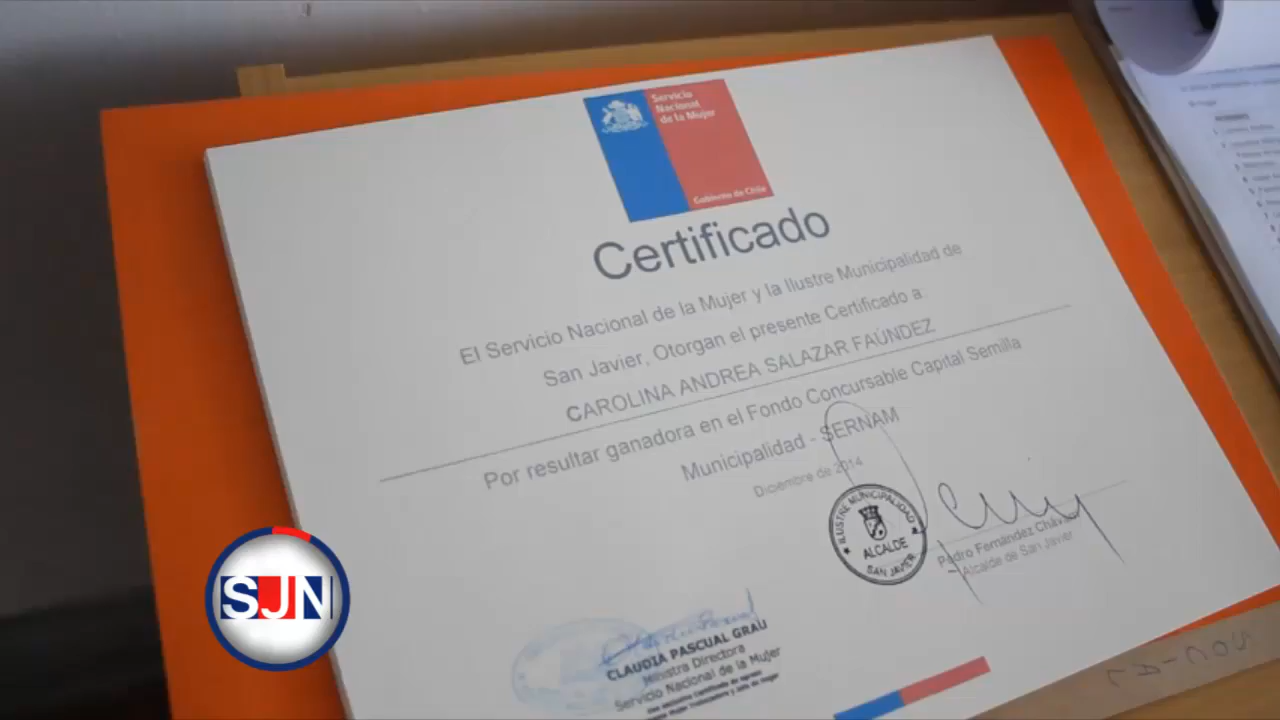 Servicio
Nacional
de la Mujer
Gobierno de Chile
Certificado
El Servicio Nacional de la Mujer y la Ilustre Municipalidad de
San Javier, Otorgan el presente Certificado a:
CAROLINA ANDREA SALAZAR FAÚNDEZ
Por resultar ganadora en el Fondo Concursable Capital Semilla
Municipalidad - SERNAM
Diciembre de 2014
ILUSTRE MUNICIPALIDAD
ALCALDE
SAN JAVIER
Pedro Fernández Chávez
Alcalde de San Javier
CLAUDIA PASCUAL GRAU
Ministra Directora
Servicio Nacional de la Mujer
SJN